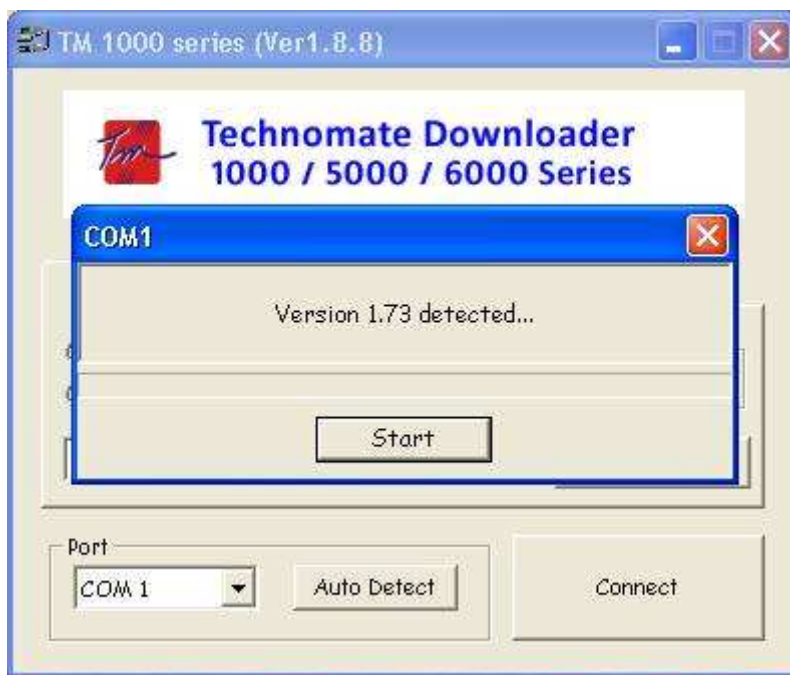 TM 1000 series (Ver1.8.8)
Tm
Technomate Downloader
1000 / 5000 / 6000 Series
COM1
Version 1.73 detected...
Start
Port
COM 1
Auto Detect
Connect